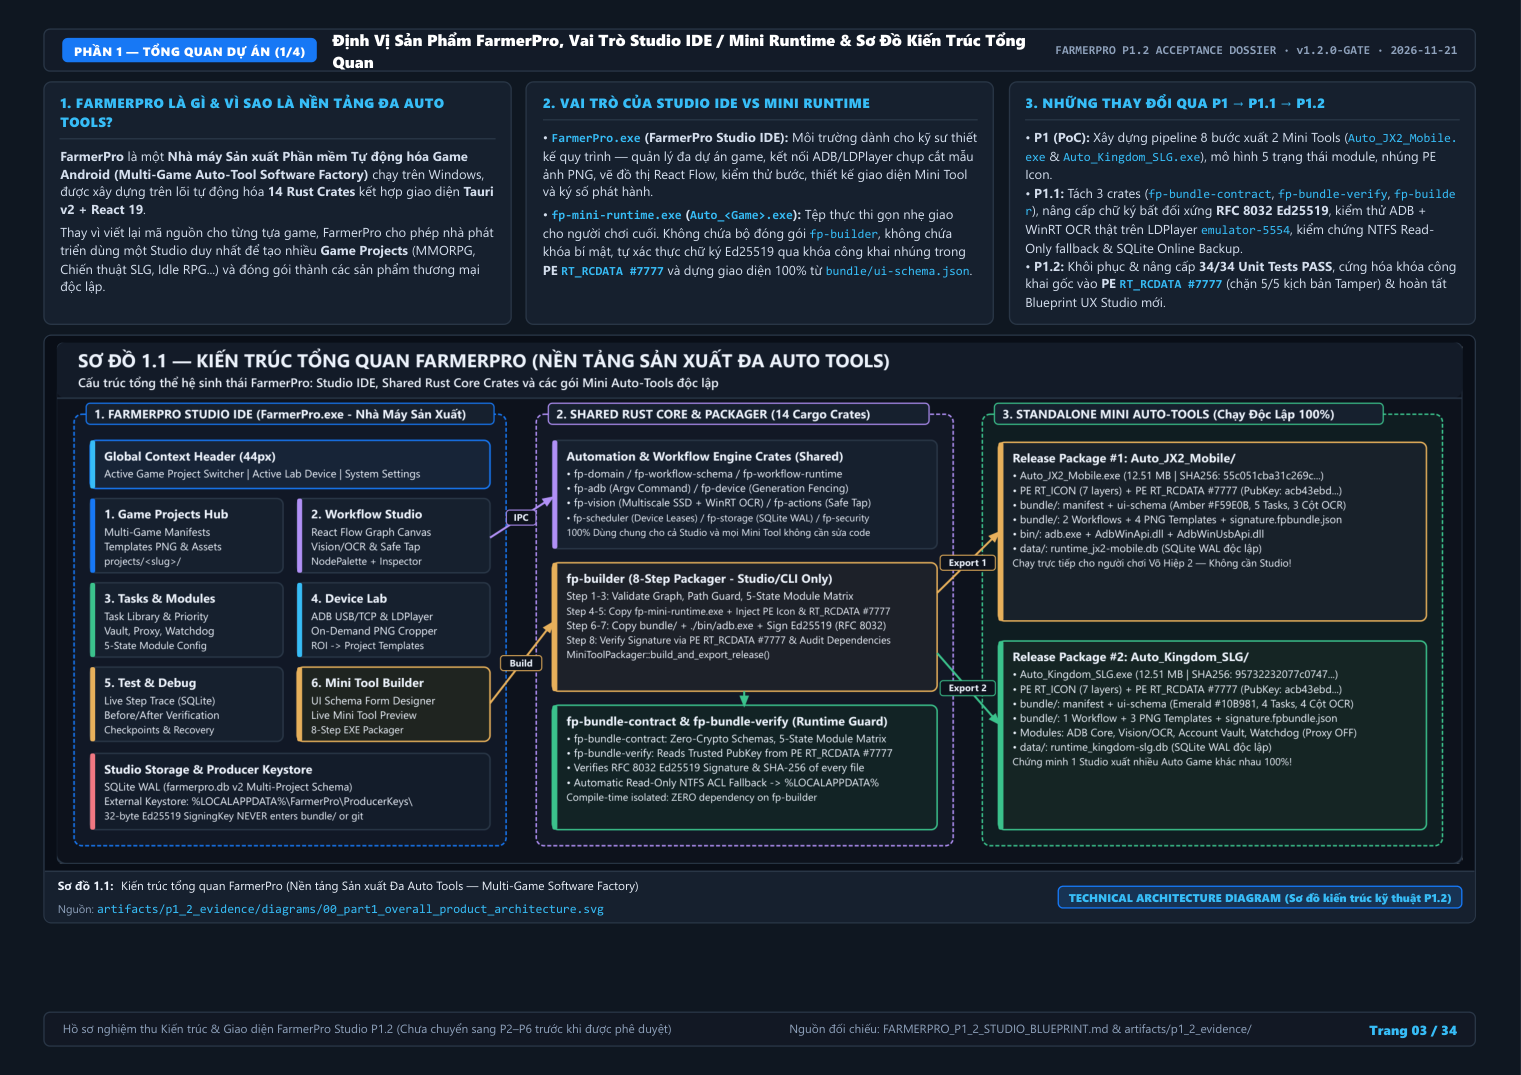 PHẦN 1 — TỔNG QUAN DỰ ÁN (1/4)
Định Vị Sản Phẩm FarmerPro, Vai Trò Studio IDE / Mini Runtime & Sơ Đồ Kiến Trúc Tổng
Quan
FARMERPRO P1.2 ACCEPTANCE DOSSIER · v1.2.0-GATE · 2026-11-21
1. FARMERPRO LÀ GÌ & VÌ SAO LÀ NỀN TẢNG ĐA AUTO
TOOLS?
FarmerPro là một Nhà máy Sản xuất Phần mềm Tự động hóa Game
Android (Multi-Game Auto-Tool Software Factory) chạy trên Windows,
được xây dựng trên lõi tự động hóa 14 Rust Crates kết hợp giao diện Tauri
v2 + React 19.
Thay vì viết lại mã nguồn cho từng tựa game, FarmerPro cho phép nhà phát
triển dùng một Studio duy nhất để tạo nhiều Game Projects (MMORPG,
Chiến thuật SLG, Idle RPG...) và đóng gói thành các sản phẩm thương mại
độc lập.
2. VAI TRÒ CỦA STUDIO IDE VS MINI RUNTIME
• FarmerPro.exe (FarmerPro Studio IDE): Môi trường dành cho kỹ sư thiết
kế quy trình — quản lý đa dự án game, kết nối ADB/LDPlayer chụp cắt mẫu
ảnh PNG, vẽ đồ thị React Flow, kiểm thử bước, thiết kế giao diện Mini Tool
và ký số phát hành.
• fp-mini-runtime.exe (Auto_<Game>.exe): Tệp thực thi gọn nhẹ giao
cho người chơi cuối. Không chứa bộ đóng gói fp-builder, không chứa
khóa bí mật, tự xác thực chữ ký Ed25519 qua khóa công khai nhúng trong
PE RT_RCDATA #7777 và dựng giao diện 100% từ bundle/ui-schema.json.
3. NHỮNG THAY ĐỔI QUA P1 → P1.1 → P1.2
• P1 (PoC): Xây dựng pipeline 8 bước xuất 2 Mini Tools (Auto_JX2_Mobile.
exe & Auto_Kingdom_SLG.exe), mô hình 5 trạng thái module, nhúng PE
Icon.
• P1.1: Tách 3 crates (fp-bundle-contract, fp-bundle-verify, fp-builde
r), nâng cấp chữ ký bất đối xứng RFC 8032 Ed25519, kiểm thử ADB +
WinRT OCR thật trên LDPlayer emulator-5554, kiểm chứng NTFS Read-
Only fallback & SQLite Online Backup.
• P1.2: Khôi phục & nâng cấp 34/34 Unit Tests PASS, cứng hóa khóa công
khai gốc vào PE RT_RCDATA #7777 (chặn 5/5 kịch bản Tamper) & hoàn tất
Blueprint UX Studio mới.
SƠ ĐỒ 1.1 — KIẾN TRÚC TỔNG QUAN FARMERPRO (NỀN TẢNG SẢN XUẤT ĐA AUTO TOOLS)
Cấu trúc tổng thể hệ sinh thái FarmerPro: Studio IDE, Shared Rust Core Crates và các gói Mini Auto-Tools độc lập
1. FARMERPRO STUDIO IDE (FarmerPro.exe - Nhà Máy Sản Xuất)
Global Context Header (44px)
Active Game Project Switcher | Active Lab Device | System Settings
1. Game Projects Hub
Multi-Game Manifests
Templates PNG & Assets
projects/<slug>/
2. Workflow Studio
React Flow Graph Canvas
Vision/OCR & Safe Tap
NodePalette + Inspector
3. Tasks & Modules
Task Library & Priority
Vault, Proxy, Watchdog
5-State Module Config
4. Device Lab
ADB USB/TCP & LDPlayer
On-Demand PNG Cropper
ROI -> Project Templates
5. Test & Debug
Live Step Trace (SQLite)
Before/After Verification
Checkpoints & Recovery
6. Mini Tool Builder
UI Schema Form Designer
Live Mini Tool Preview
8-Step EXE Packager
Studio Storage & Producer Keystore
SQLite WAL (farmerpro.db v2 Multi-Project Schema)
External Keystore: %LOCALAPPDATA%\FarmerPro\ProducerKeys\
32-byte Ed25519 SigningKey NEVER enters bundle/ or git
IPC
Build
2. SHARED RUST CORE & PACKAGER (14 Cargo Crates)
Automation & Workflow Engine Crates (Shared)
• fp-domain / fp-workflow-schema / fp-workflow-runtime
• fp-adb (Argv Command) / fp-device (Generation Fencing)
• fp-vision (Multiscale SSD + WinRT OCR) / fp-actions (Safe Tap)
• fp-scheduler (Device Leases) / fp-storage (SQLite WAL) / fp-security
100% Dùng chung cho cả Studio và mọi Mini Tool không cần sửa code
fp-builder (8-Step Packager - Studio/CLI Only)
Step 1-3: Validate Graph, Path Guard, 5-State Module Matrix
Step 4-5: Copy fp-mini-runtime.exe + Inject PE Icon & RT_RCDATA #7777
Step 6-7: Copy bundle/ + ./bin/adb.exe + Sign Ed25519 (RFC 8032)
Step 8: Verify Signature via PE RT_RCDATA #7777 & Audit Dependencies
MiniToolPackager::build_and_export_release()
fp-bundle-contract & fp-bundle-verify (Runtime Guard)
• fp-bundle-contract: Zero-Crypto Schemas, 5-State Module Matrix
• fp-bundle-verify: Reads Trusted PubKey from PE RT_RCDATA #7777
• Verifies RFC 8032 Ed25519 Signature & SHA-256 of every file
• Automatic Read-Only NTFS ACL Fallback -> %LOCALAPPDATA%
Compile-time isolated: ZERO dependency on fp-builder
Export 1
Export 2
3. STANDALONE MINI AUTO-TOOLS (Chạy Độc Lập 100%)
Release Package #1: Auto_JX2_Mobile/
• Auto_JX2_Mobile.exe (12.51 MB | SHA256: 55c051cba31c269c...)
• PE RT_ICON (7 layers) + PE RT_RCDATA #7777 (PubKey: acb43ebd...)
• bundle/: manifest + ui-schema (Amber #F59E0B, 5 Tasks, 3 Cột OCR)
• bundle/: 2 Workflows + 4 PNG Templates + signature.fpbundle.json
• bin/: adb.exe + AdbWinApi.dll + AdbWinUsbApi.dll
• data/: runtime_jx2-mobile.db (SQLite WAL độc lập)
Chạy trực tiếp cho người chơi Võ Hiệp 2 — Không cần Studio!
Release Package #2: Auto_Kingdom_SLG/
• Auto_Kingdom_SLG.exe (12.51 MB | SHA256: 95732232077c0747...)
• PE RT_ICON (7 layers) + PE RT_RCDATA #7777 (PubKey: acb43ebd...)
• bundle/: manifest + ui-schema (Emerald #10B981, 4 Tasks, 4 Cột OCR)
• bundle/: 1 Workflow + 3 PNG Templates + signature.fpbundle.json
• Modules: ADB Core, Vision/OCR, Account Vault, Watchdog (Proxy OFF)
• data/: runtime_kingdom-slg.db (SQLite WAL độc lập)
Chứng minh 1 Studio xuất nhiều Auto Game khác nhau 100%!
Sơ đồ 1.1: Kiến trúc tổng quan FarmerPro (Nền tảng Sản xuất Đa Auto Tools — Multi-Game Software Factory)
Nguồn: artifacts/p1_2_evidence/diagrams/00_part1_overall_product_architecture.svg
TECHNICAL ARCHITECTURE DIAGRAM (Sơ đồ kiến trúc kỹ thuật P1.2)
Hồ sơ nghiệm thu Kiến trúc & Giao diện FarmerPro Studio P1.2 (Chưa chuyển sang P2–P6 trước khi được phê duyệt)
Nguồn đối chiếu: FARMERPRO_P1_2_STUDIO_BLUEPRINT.md & artifacts/p1_2_evidence/
Trang 03 / 34